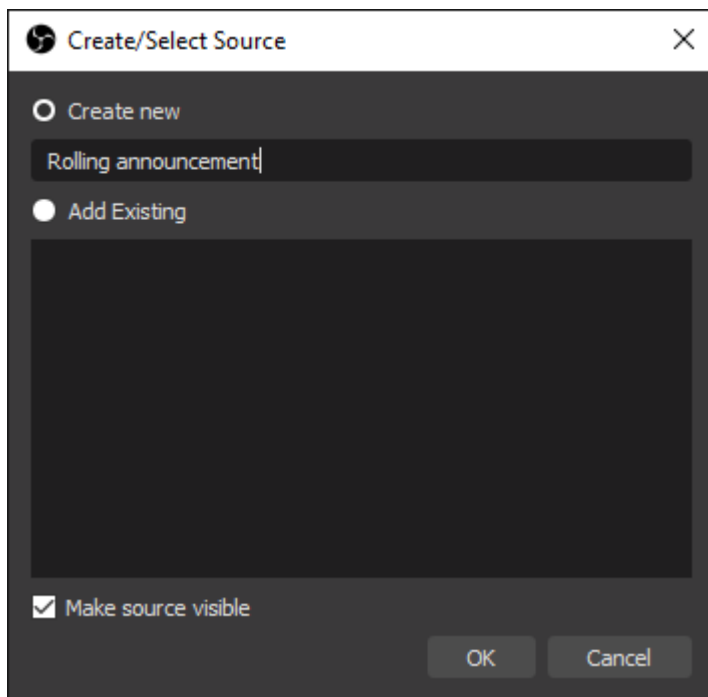 Create/Select Source
Create new
Rolling announcement
Add Existing
Make source visible
OK Cancel